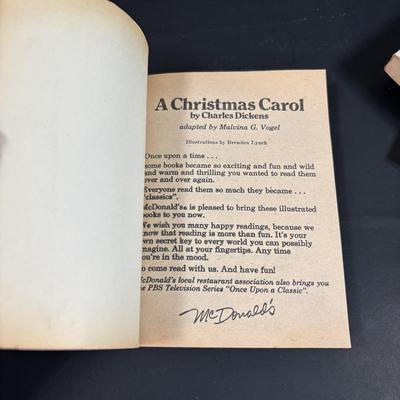 A Christmas Carol
by Charles Dickens
adapted by Malvina G. Vogel
Illustrations by Brendan Lynch
Once upon a time . . .
some books became so exciting and fun and wild
and warm and thrilling you wanted to read them
over and over again.
Everyone read them so much they became . . .
"classics".
McDonald's® is pleased to bring these illustrated
books to you now.
We wish you many happy readings, because we
know that reading is more than fun. It's your
own secret key to every world you can possibly
imagine. All at your fingertips. Any time
you're in the mood.
So come read with us. And have fun!
McDonald's local restaurant association also brings you
the PBS Television Series "Once Upon a Classic".
McDonald's